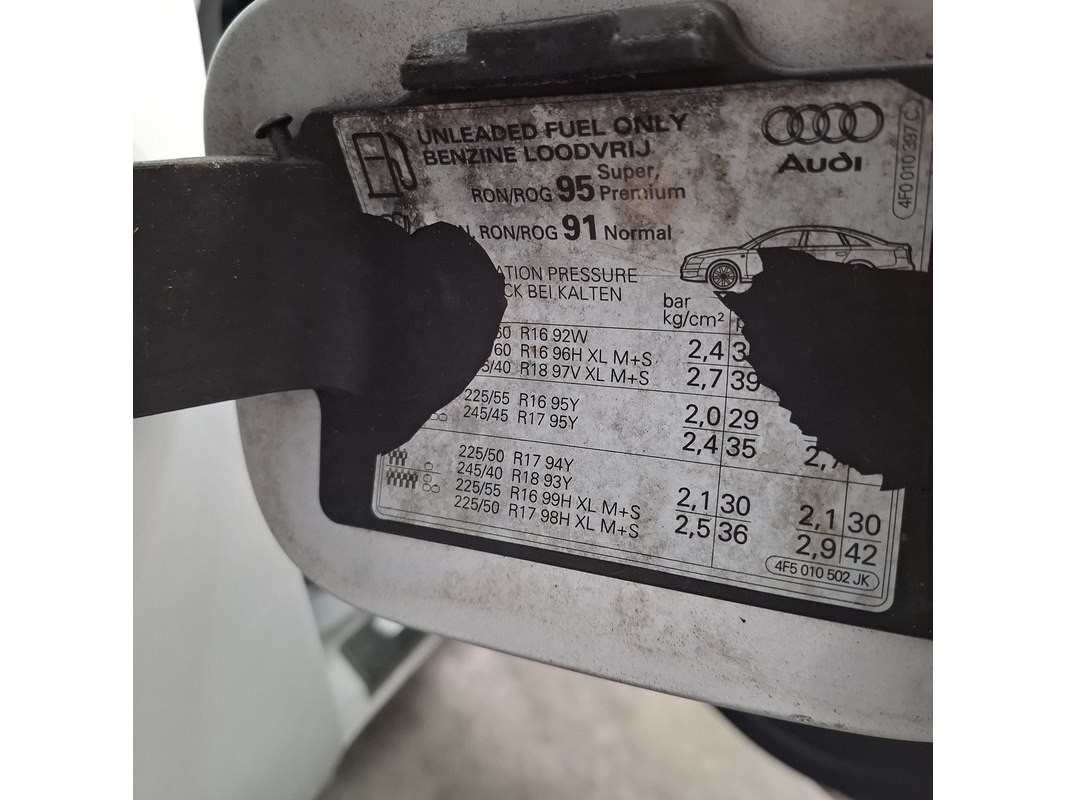 UNLEADED FUEL ONLY
BENZINE LOODVRIJ
RON/ROG 95 Super, Premium
RON/ROG 91 Normal
Audi
4F0 010 397 C
PRESSURE
BEI KALTEN
bar
kg/cm²
R16 92W
60 R16 96H XL M+S
/40 R18 97V XL M+S
2,4
2,7 39
225/55 R16 95Y
245/45 R17 95Y
2,0 29
2,4 35
225/50 R17 94Y
245/40 R18 93Y
225/55 R16 99H XL M+S
225/50 R17 98H XL M+S
2,1 30 2,1 30
2,5 36 2,9 42
4F5 010 502 JK